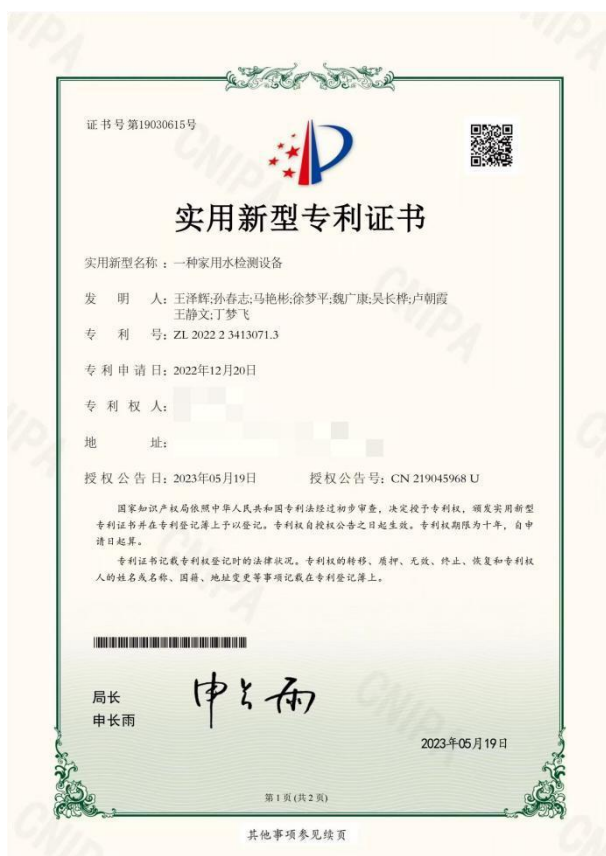 证书号第19030615号
实用新型专利证书
实用新型名称：一种家用水检测设备
发明人：王泽辉;孙春志;马艳彬;徐梦平;魏广康;吴长桦;卢朝霞
王静文;丁梦飞
专利号：ZL 2022 2 3413071.3
专利申请日：2022年12月20日
专利权人：
地址：
授权公告日：2023年05月19日 授权公告号：CN 219045968 U
国家知识产权局依照中华人民共和国专利法经过初步审查，决定授予专利权，颁发实用新型
专利证书并在专利登记簿上予以登记。专利权自授权公告之日起生效。专利权期限为十年，自申
请日起算。
专利证书记载专利权登记时的法律状况。专利权的转移、质押、无效、终止、恢复和专利权
人的姓名或名称、国籍、地址变更等事项记载在专利登记簿上。
局长
申长雨
申长雨
2023年05月19日
第1页(共2页)
其他事项参见续页
CNIPA
CNIPA
CNIPA
CNIPA
CNIPA